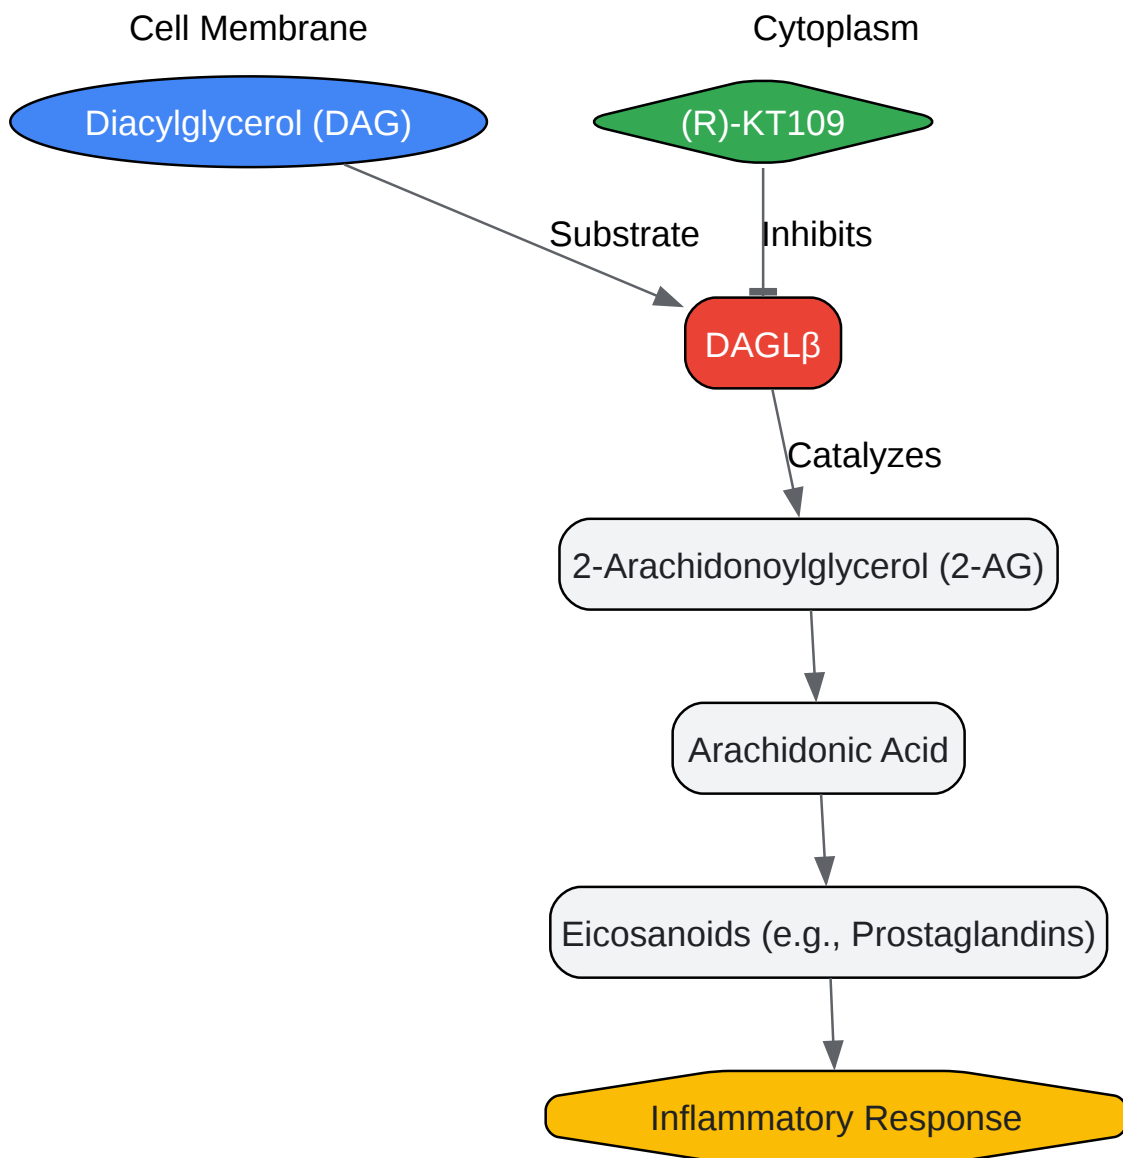 Cell Membrane
Cytoplasm
Diacylglycerol (DAG)
(R)-KT109
Substrate
Inhibits
DAGLβ
Catalyzes
2-Arachidonoylglycerol (2-AG)
Arachidonic Acid
Eicosanoids (e.g., Prostaglandins)
Inflammatory Response